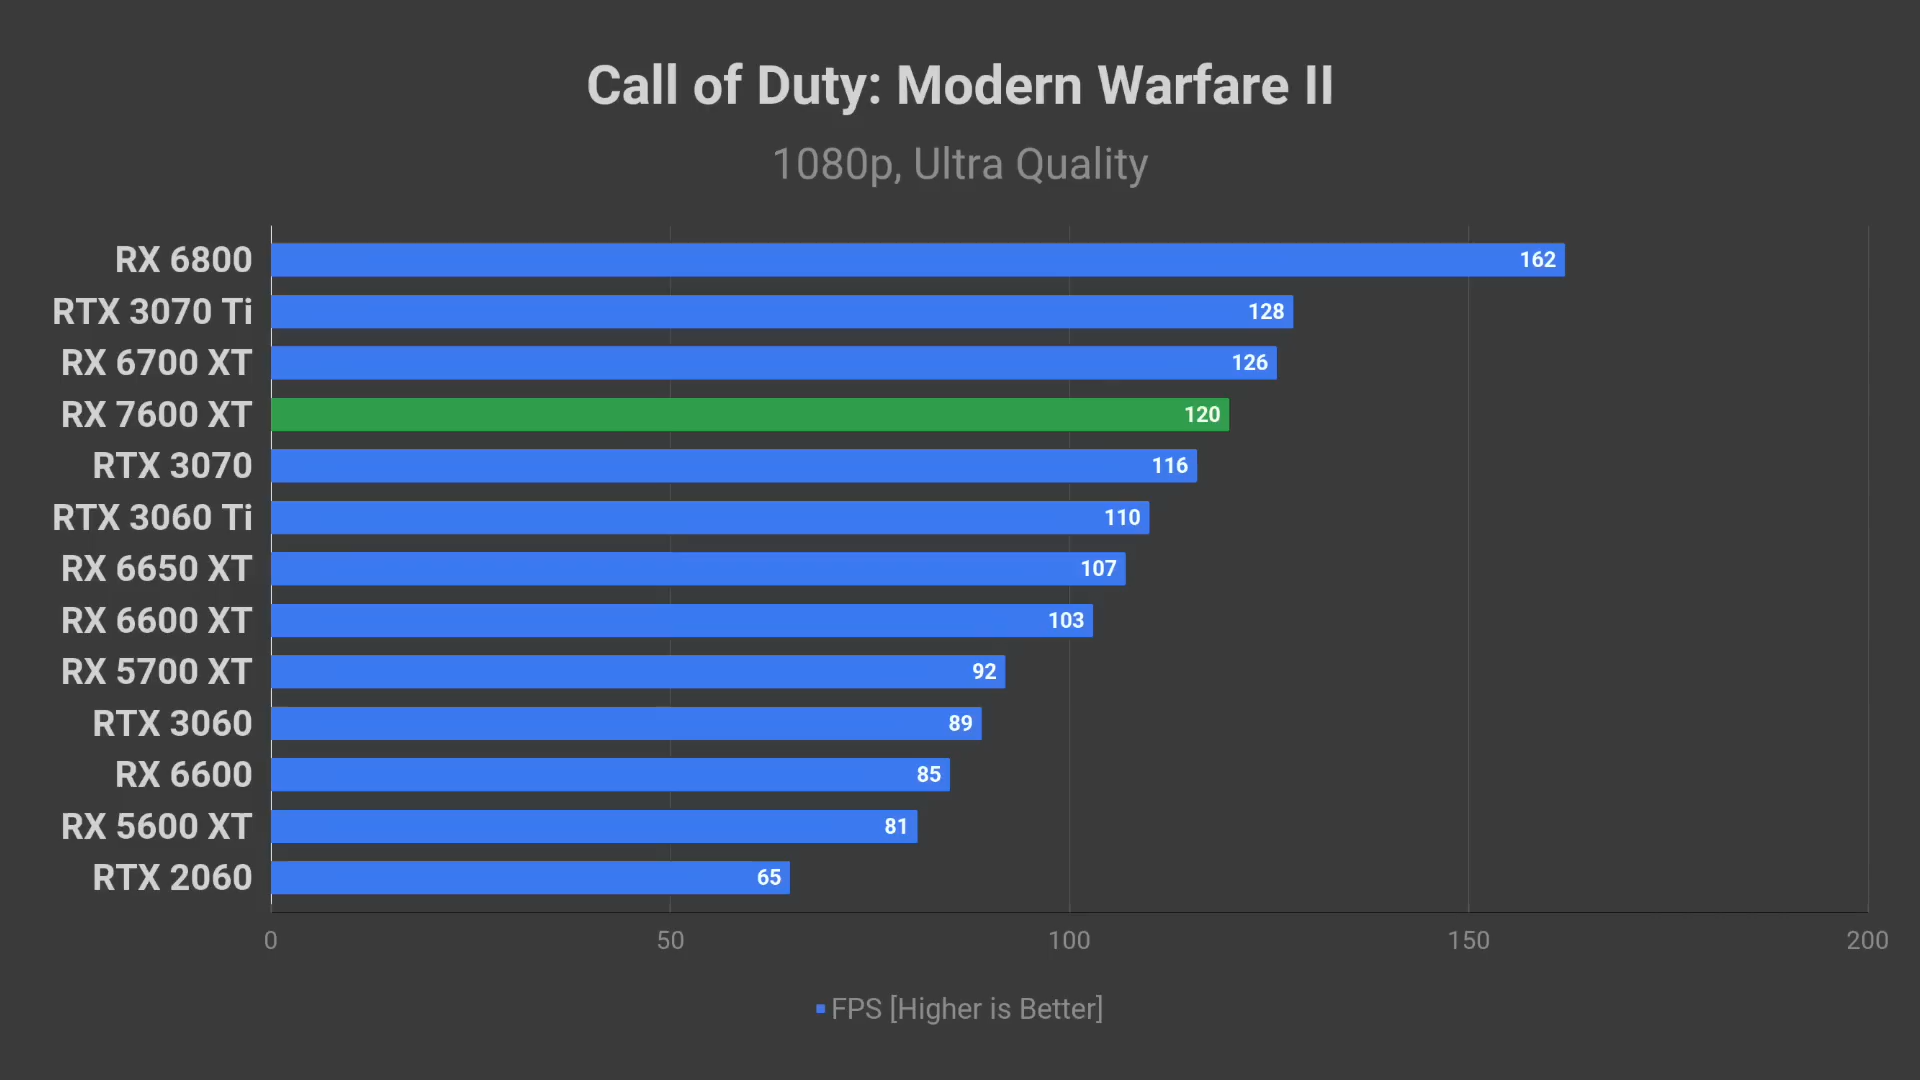 Call of Duty: Modern Warfare II
1080p, Ultra Quality
RX 6800 162
RTX 3070 Ti 128
RX 6700 XT 126
RX 7600 XT 120
RTX 3070 116
RTX 3060 Ti 110
RX 6650 XT 107
RX 6600 XT 103
RX 5700 XT 92
RTX 3060 89
RX 6600 85
RX 5600 XT 81
RTX 2060 65
0 50 100 150 200
FPS [Higher is Better]